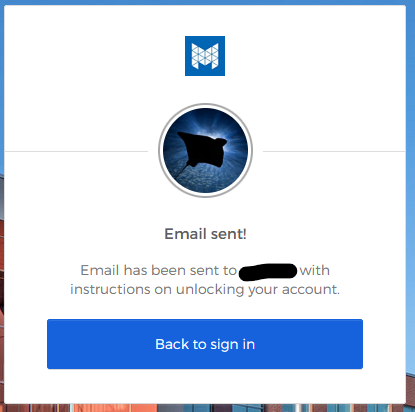 Email sent!
Email has been sent to with
instructions on unlocking your account.
Back to sign in